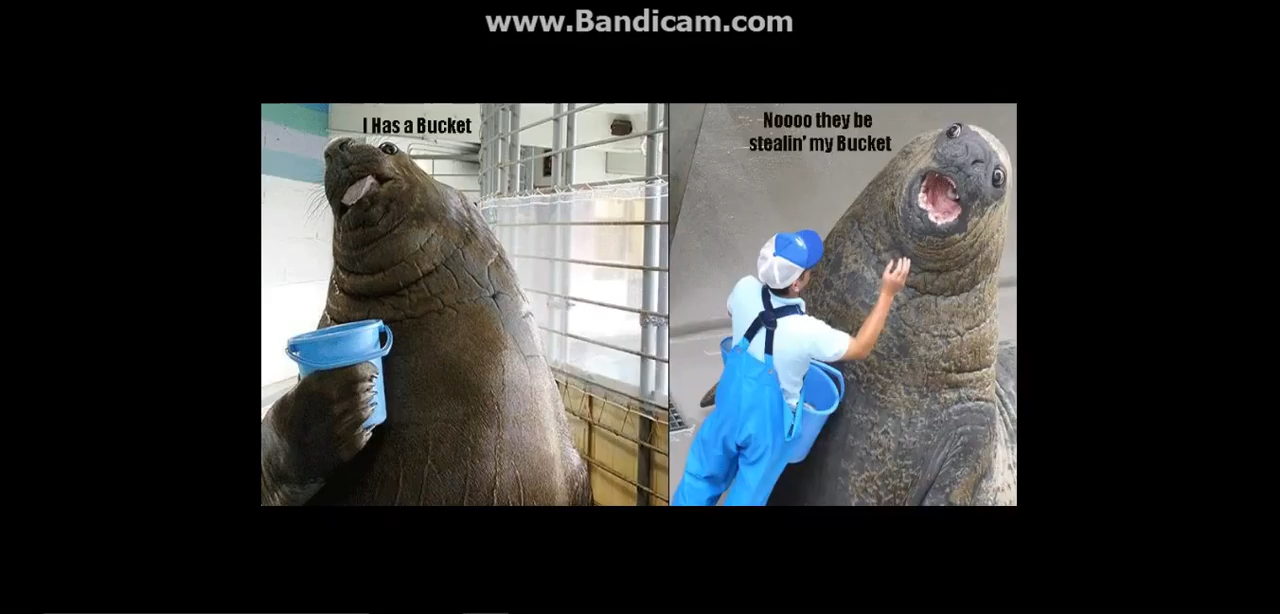 www.Bandicam.com
I Has a Bucket
Noooo they be
stealin' my Bucket